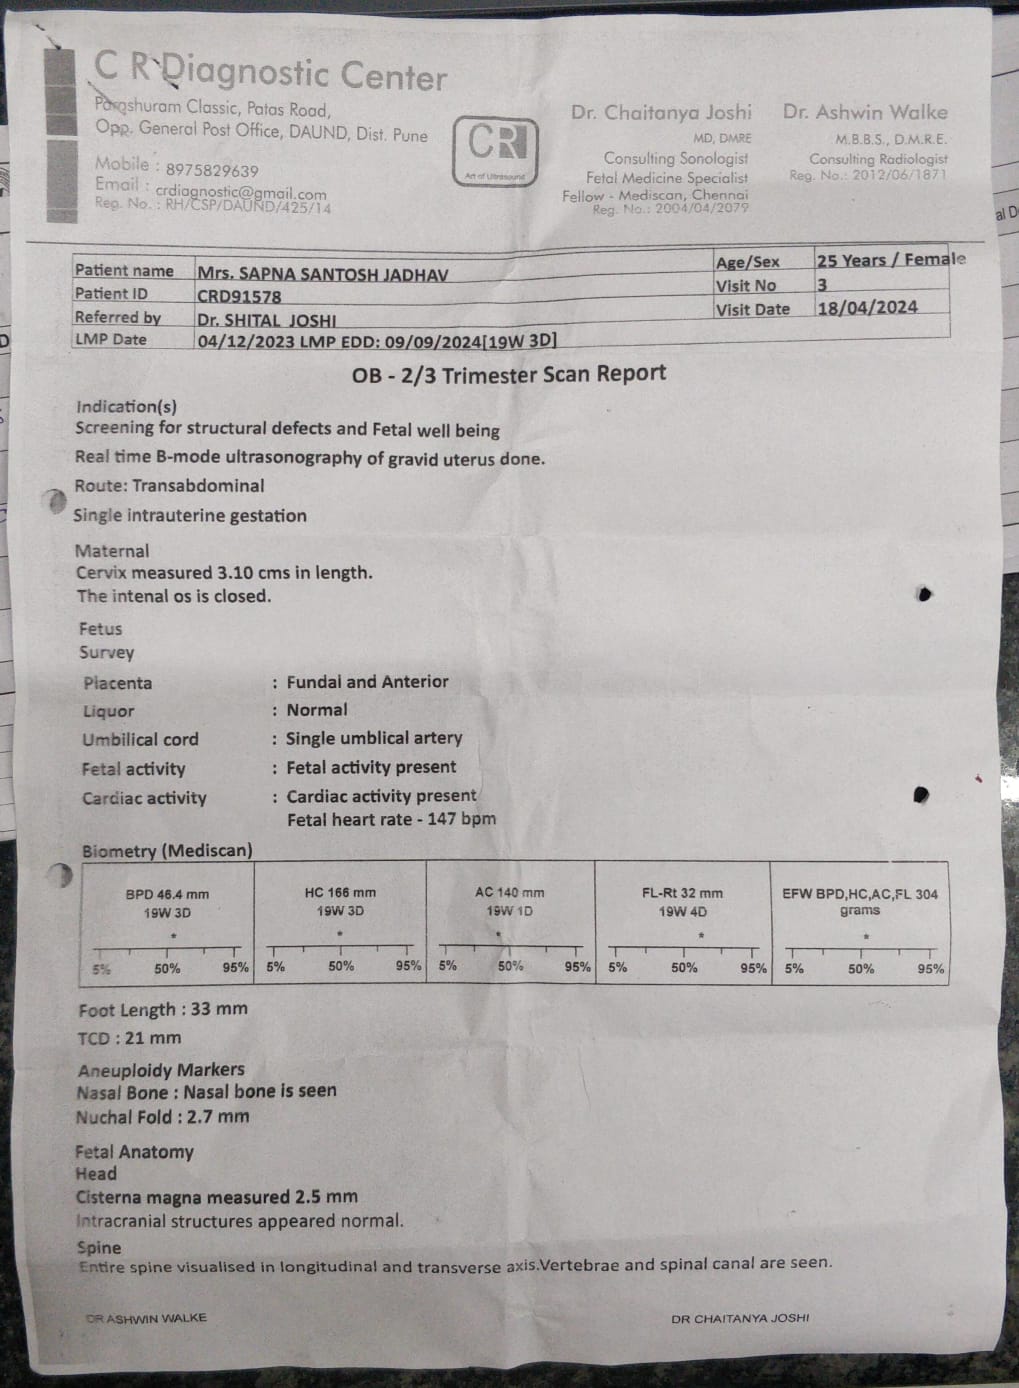 C R Diagnostic Center
Parashuram Classic, Patas Road,
Opp. General Post Office, DAUND, Dist. Pune
Mobile : 8975829639
Email : crdiagnostic@gmail.com
Reg. No. : RH/CSP/DAUND/425/14
CR
Art of Ultrasound
Dr. Chaitanya Joshi
MD, DMRE
Consulting Sonologist
Fetal Medicine Specialist
Fellow - Mediscan, Chennai
Reg. No.: 2004/04/2079
Dr. Ashwin Walke
M.B.B.S., D.M.R.E.
Consulting Radiologist
Reg. No.: 2012/06/1871
Patient name Mrs. SAPNA SANTOSH JADHAV Age/Sex 25 Years / Female
Patient ID CRD91578 Visit No 3
Referred by Dr. SHITAL JOSHI Visit Date 18/04/2024
LMP Date 04/12/2023 LMP EDD: 09/09/2024[19W 3D]
OB - 2/3 Trimester Scan Report
Indication(s)
Screening for structural defects and Fetal well being
Real time B-mode ultrasonography of gravid uterus done.
Route: Transabdominal
Single intrauterine gestation
Maternal
Cervix measured 3.10 cms in length.
The intenal os is closed.
Fetus
Survey
Placenta : Fundal and Anterior
Liquor : Normal
Umbilical cord : Single umblical artery
Fetal activity : Fetal activity present
Cardiac activity : Cardiac activity present
Fetal heart rate - 147 bpm
Biometry (Mediscan)
BPD 46.4 mm
19W 3D
*
5% 50% 95%
HC 166 mm
19W 3D
*
5% 50% 95%
AC 140 mm
19W 1D
*
5% 50% 95%
FL-Rt 32 mm
19W 4D
*
5% 50% 95%
EFW BPD,HC,AC,FL 304
grams
*
5% 50% 95%
Foot Length : 33 mm
TCD : 21 mm
Aneuploidy Markers
Nasal Bone : Nasal bone is seen
Nuchal Fold : 2.7 mm
Fetal Anatomy
Head
Cisterna magna measured 2.5 mm
Intracranial structures appeared normal.
Spine
Entire spine visualised in longitudinal and transverse axis.Vertebrae and spinal canal are seen.
DR ASHWIN WALKE DR CHAITANYA JOSHI